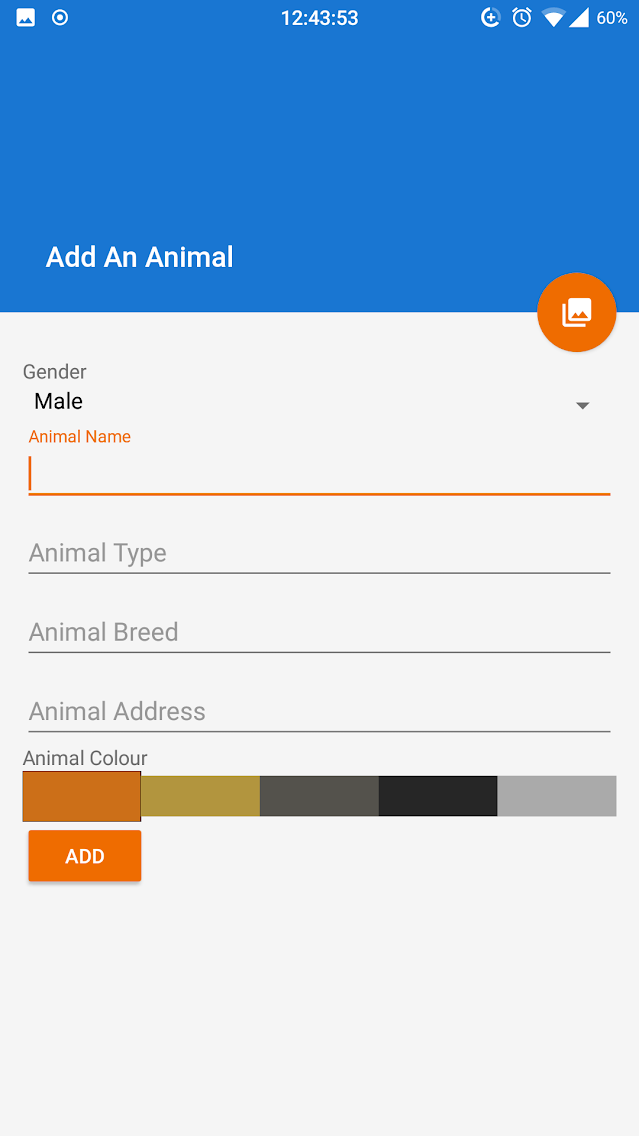 12:43:53 60%
Add An Animal
Gender
Male
Animal Name
Animal Type
Animal Breed
Animal Address
Animal Colour
ADD